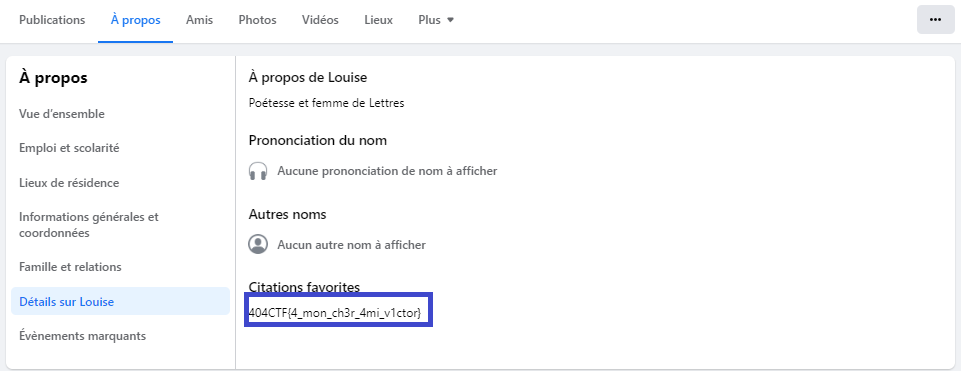 Publications À propos Amis Photos Vidéos Lieux Plus
À propos
Vue d’ensemble
Emploi et scolarité
Lieux de résidence
Informations générales et
coordonnées
Famille et relations
Détails sur Louise
Évènements marquants
À propos de Louise
Poétesse et femme de Lettres
Prononciation du nom
Aucune prononciation de nom à afficher
Autres noms
Aucun autre nom à afficher
Citations favorites
404CTF{4_mon_ch3r_4mi_v1ctor}